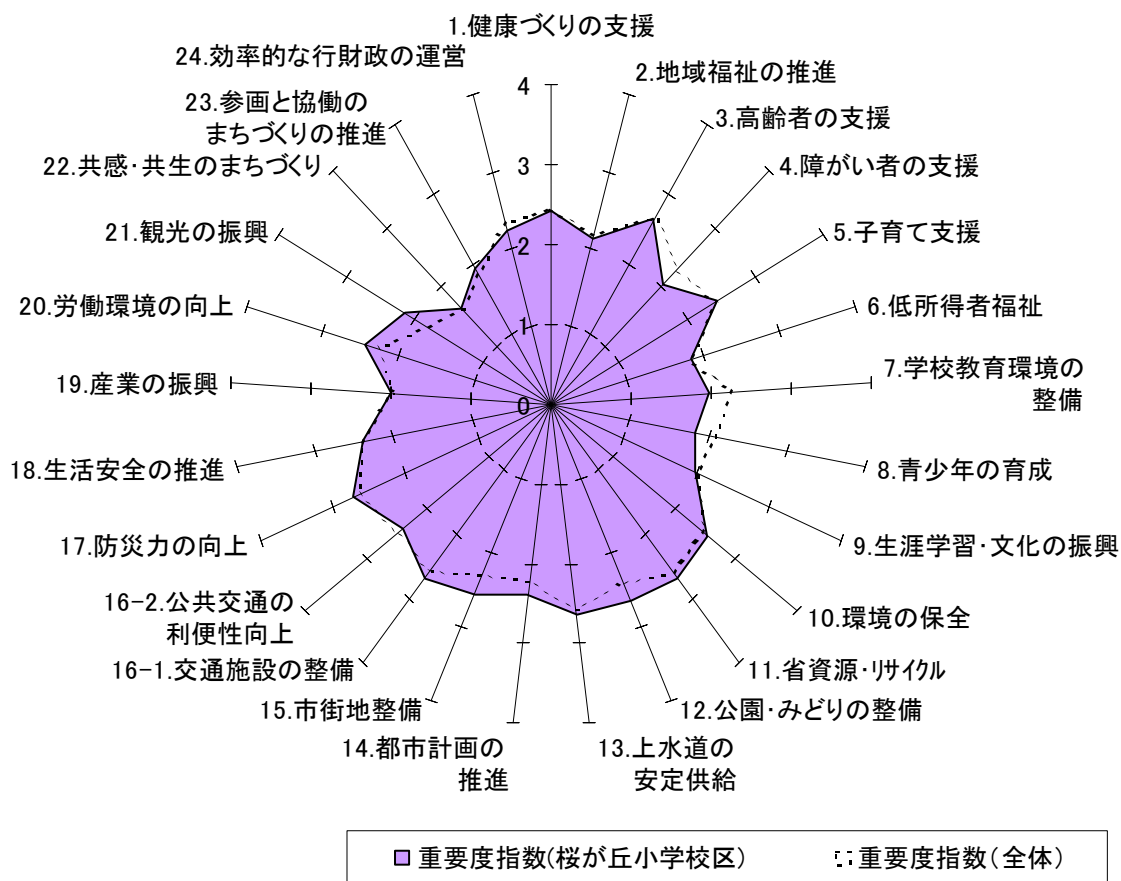 1.健康づくりの支援
2.地域福祉の推進
3.高齢者の支援
4.障がい者の支援
5.子育て支援
6.低所得者福祉
7.学校教育環境の
整備
8.青少年の育成
9.生涯学習･文化の振興
10.環境の保全
11.省資源･リサイクル
12.公園･みどりの整備
13.上水道の
安定供給
14.都市計画の
推進
15.市街地整備
16-1.交通施設の整備
16-2.公共交通の
利便性向上
17.防災力の向上
18.生活安全の推進
19.産業の振興
20.労働環境の向上
21.観光の振興
22.共感･共生のまちづくり
23.参画と協働の
まちづくりの推進
24.効率的な行財政の運営
4
3
2
1
0
重要度指数(桜が丘小学校区)
重要度指数(全体)